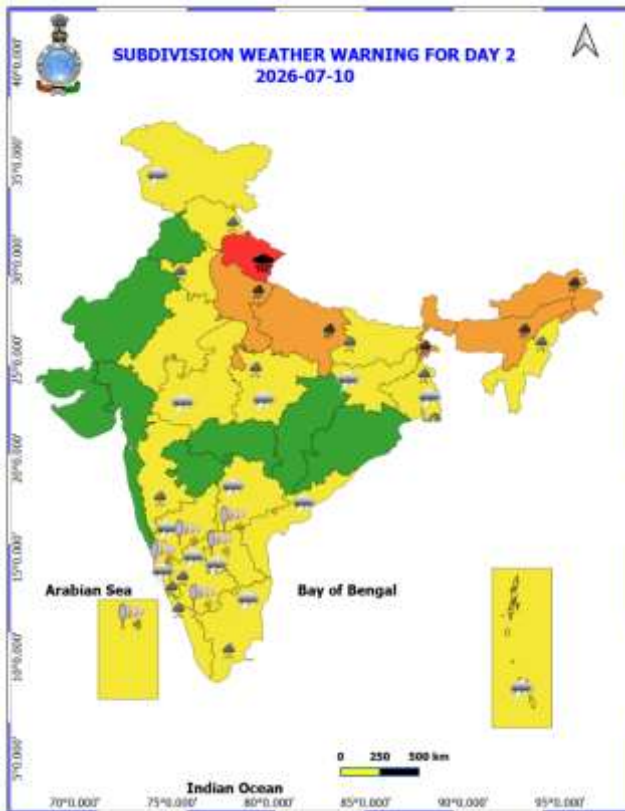 SUBDIVISION WEATHER WARNING FOR DAY 2
2026-07-10
40°0.000'
35°0.000'
30°0.000'
25°0.000'
20°0.000'
15°0.000'
10°0.000'
5°0.000'
Arabian Sea
Bay of Bengal
0 250 500 km
Indian Ocean
70°0.000' 75°0.000' 80°0.000' 85°0.000' 90°0.000' 95°0.000'